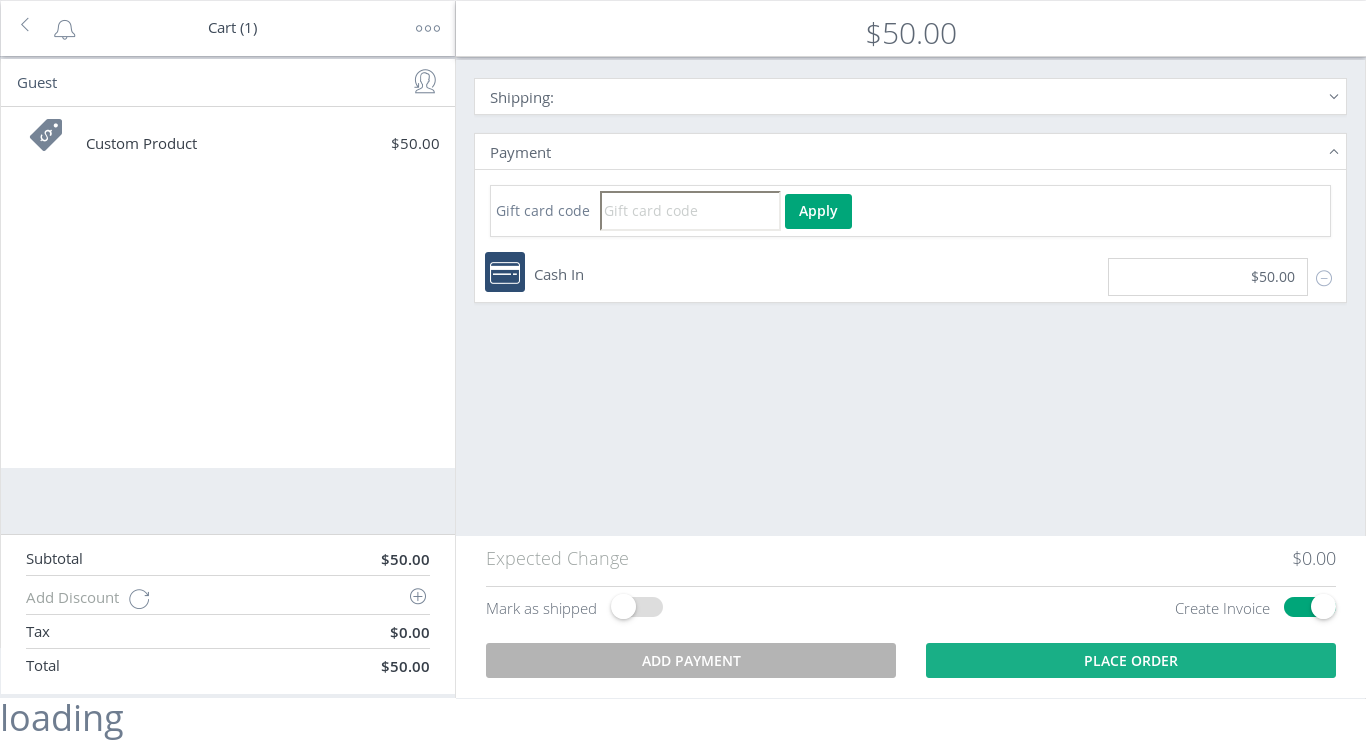 Cart (1)
$50.00
Guest
Custom Product $50.00
Shipping:
Payment
Gift card code Gift card code Apply
Cash In $50.00
Subtotal $50.00
Add Discount
Tax $0.00
Total $50.00
Expected Change $0.00
Mark as shipped Create Invoice
ADD PAYMENT PLACE ORDER
loading